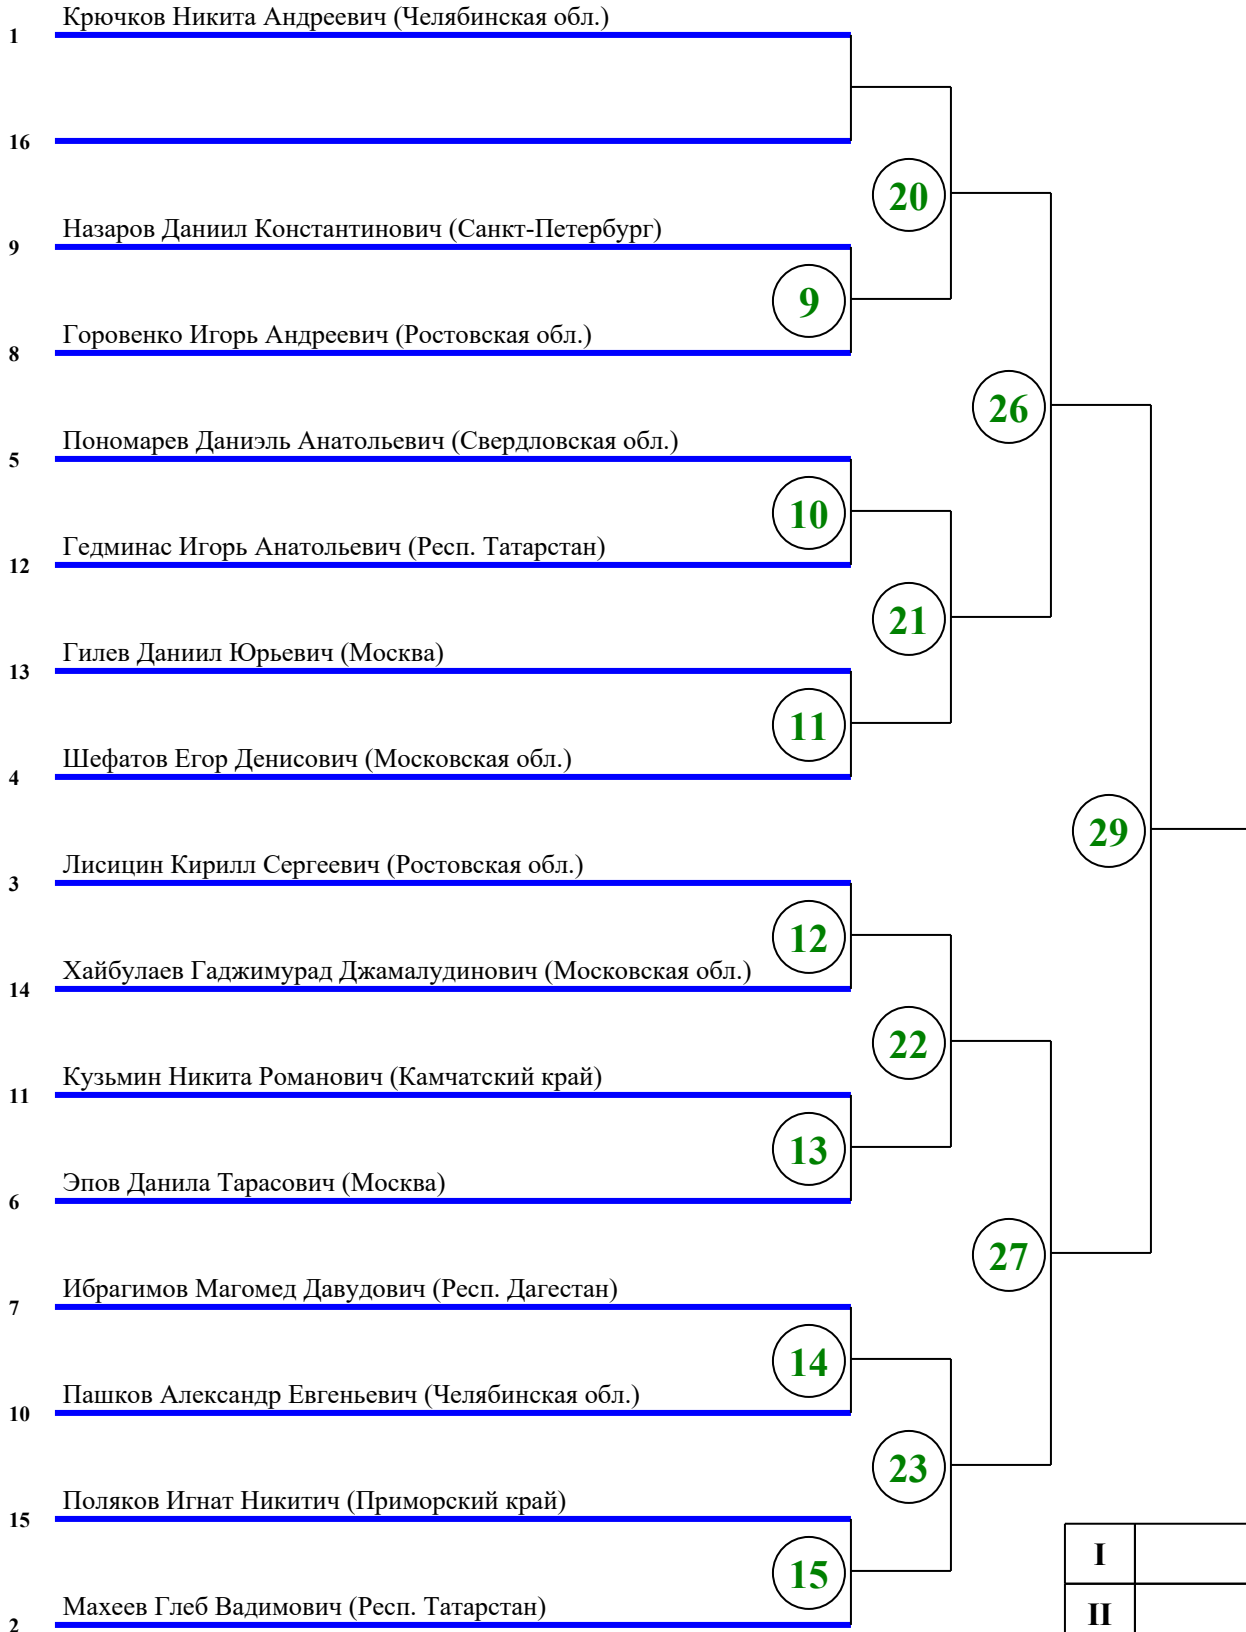 Крючков Никита Андреевич (Челябинская обл.)
1
16
20
Назаров Даниил Константинович (Санкт-Петербург)
9
9
Горовенко Игорь Андреевич (Ростовская обл.)
8
26
Пономарев Даниэль Анатольевич (Свердловская обл.)
5
10
Гедминас Игорь Анатольевич (Респ. Татарстан)
12
21
Гилев Даниил Юрьевич (Москва)
13
11
Шефатов Егор Денисович (Московская обл.)
4
29
Лисицин Кирилл Сергеевич (Ростовская обл.)
3
12
Хайбулаев Гаджимурад Джамалудинович (Московская обл.)
14
22
Кузьмин Никита Романович (Камчатский край)
11
13
Эпов Данила Тарасович (Москва)
6
27
Ибрагимов Магомед Давудович (Респ. Дагестан)
7
14
Пашков Александр Евгеньевич (Челябинская обл.)
10
23
Поляков Игнат Никитич (Приморский край)
15
I
15
Махеев Глеб Вадимович (Респ. Татарстан)
II
2